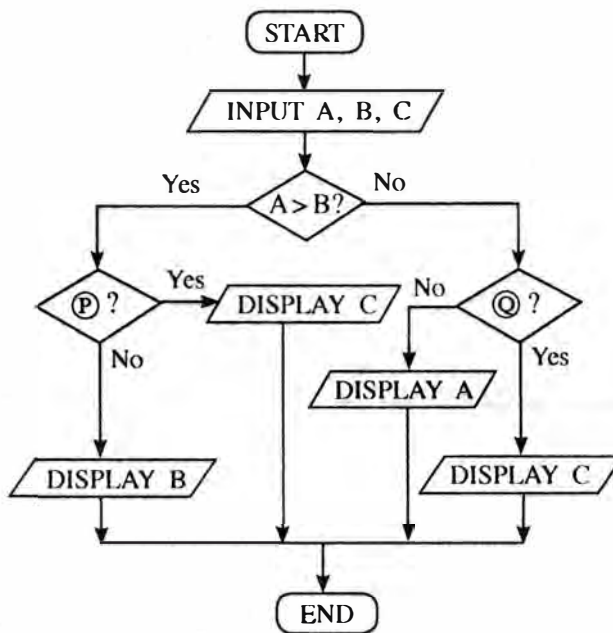 START
INPUT A, B, C
Yes
No
A > B?
Ⓟ ?
Yes
DISPLAY C
No
Ⓠ ?
No
Yes
DISPLAY A
DISPLAY B
DISPLAY C
END